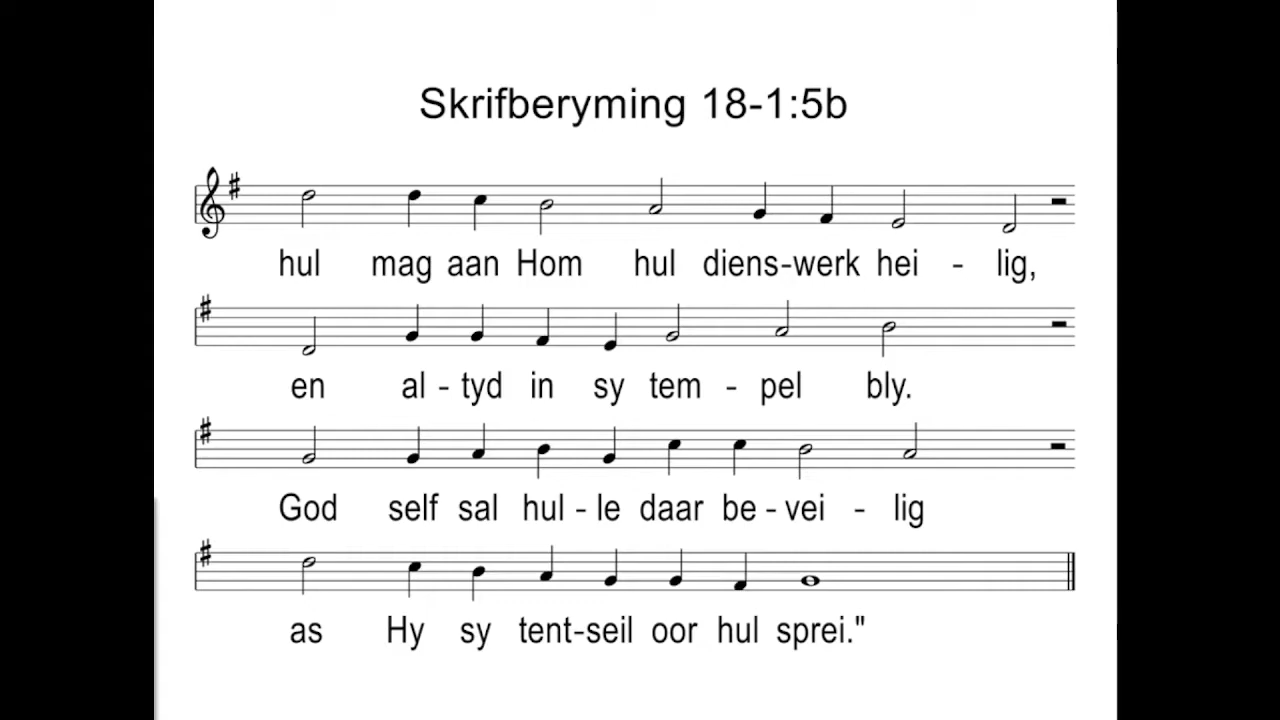 Skrifberyming 18-1:5b
hul mag aan Hom hul diens-werk hei - lig,
en al - tyd in sy tem - pel bly.
God self sal hul - le daar be - vei - lig
as Hy sy tent-seil oor hul sprei."